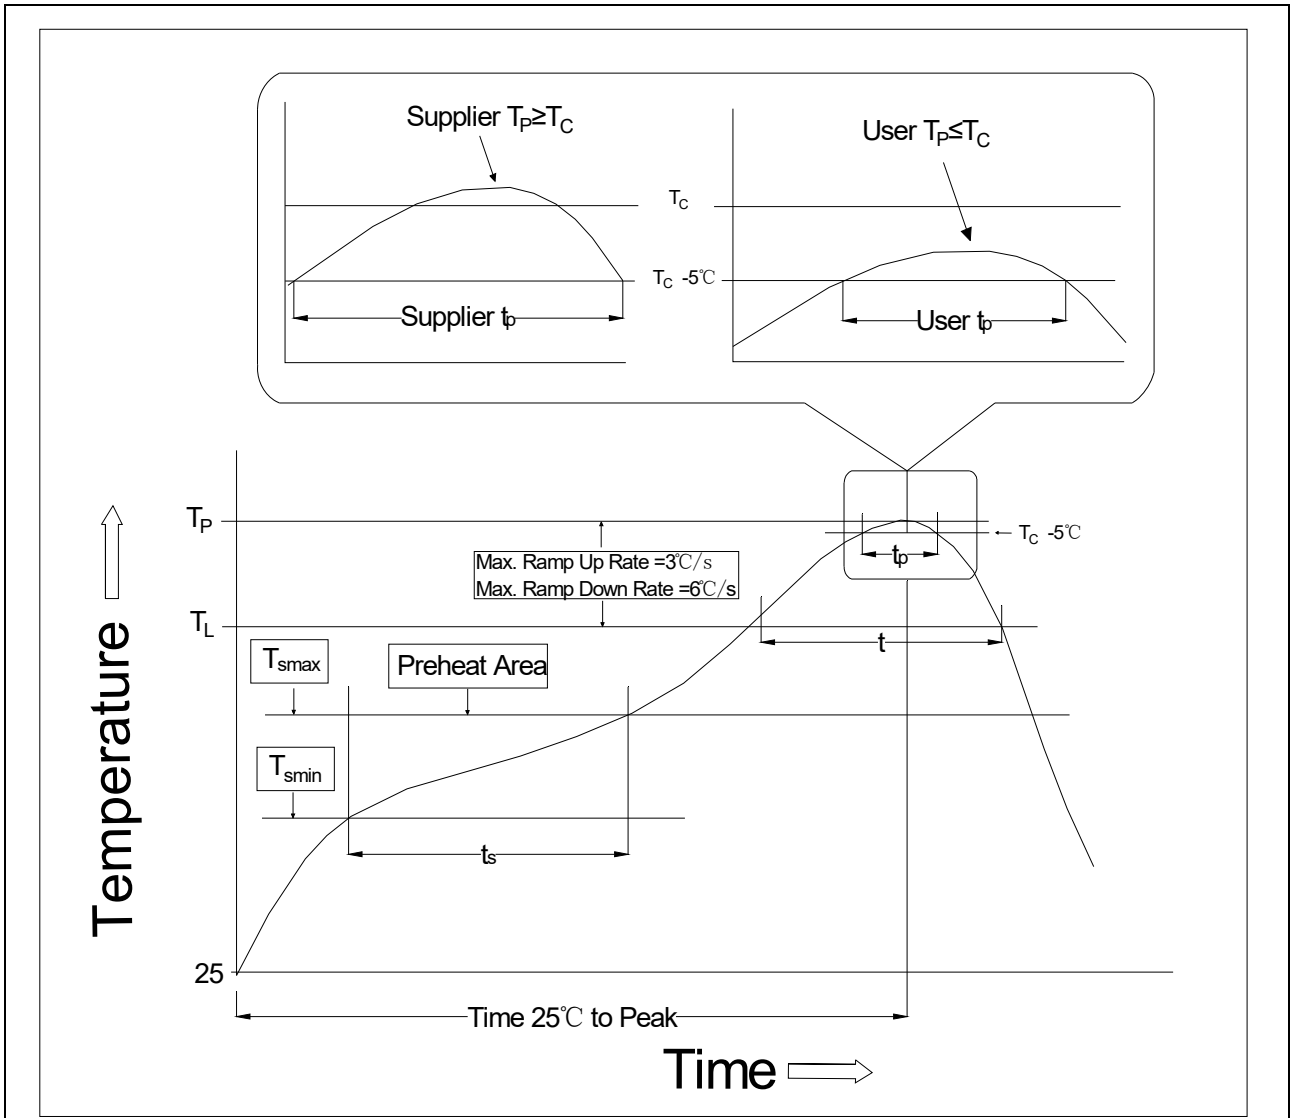 Supplier TP≥TC
User TP≤TC
TC
TC -5℃
Supplier tp
User tp
TP
TC -5℃
tp
Max. Ramp Up Rate =3℃/s
Max. Ramp Down Rate =6℃/s
TL
t
Tsmax
Preheat Area
Tsmin
ts
Temperature
25
Time 25℃ to Peak
Time